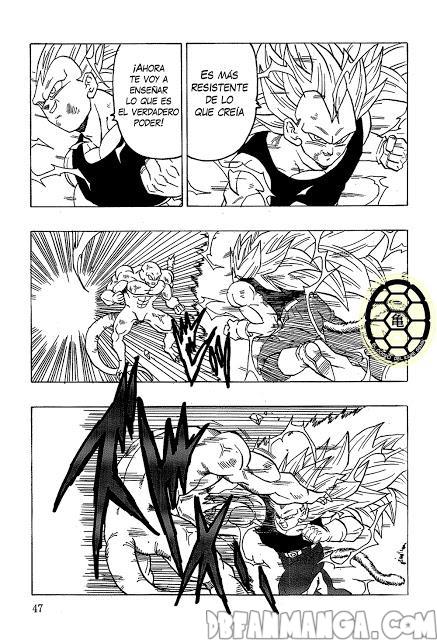 ES MÁS
RESISTENTE
DE LO
QUE CREÍA
¡AHORA
TE VOY A
ENSEÑAR
LO QUE ES
EL VERDADERO
PODER!
亀
47
DBFANMANGA.COM